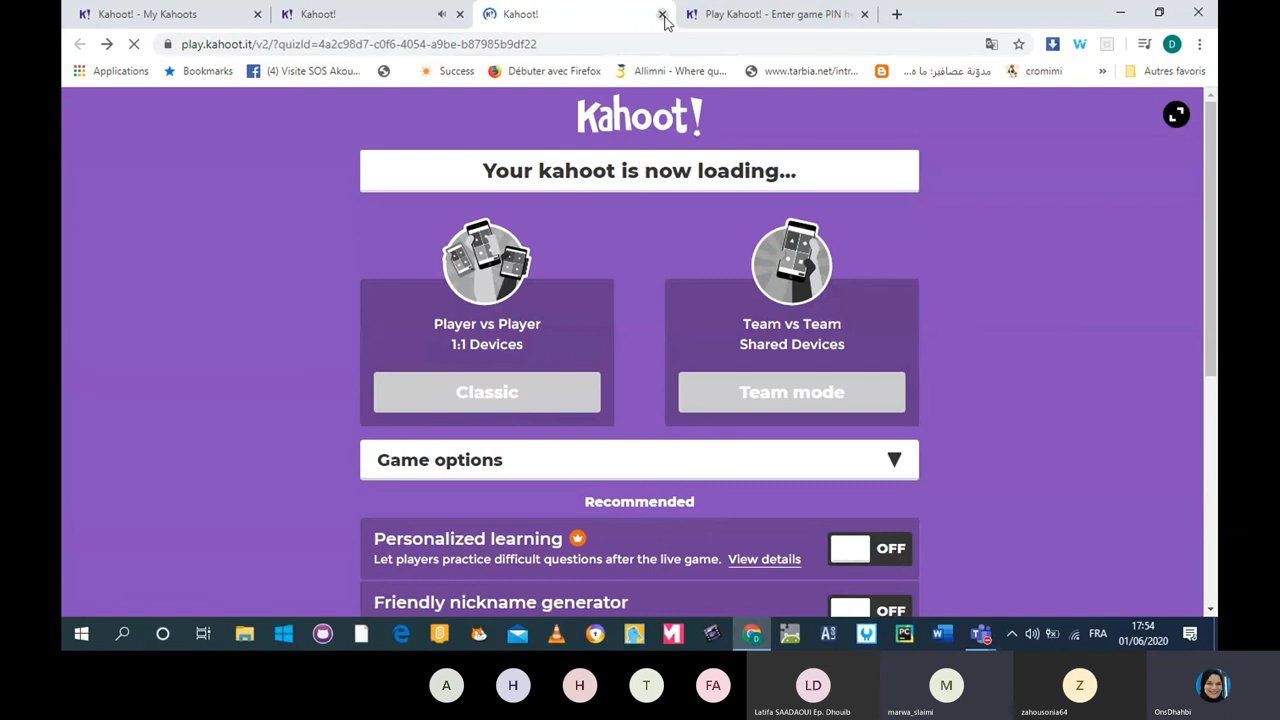 Kahoot! - My Kahoots
Kahoot!
Kahoot!
Play Kahoot! - Enter game PIN h
play.kahoot.it/v2/?quizId=4a2c98d7-c0f6-4054-a9be-b87985b9df22
Applications
Bookmarks
(4) Visite SOS Akou...
Success
Débuter avec Firefox
Allimni - Where qu...
www.tarbia.net/intr...
مدوّنة عصافير: ما ه...
cromimi
»
Autres favoris
Kahoot!
Your kahoot is now loading...
Player vs Player
1:1 Devices
Classic
Team vs Team
Shared Devices
Team mode
Game options
Recommended
Personalized learning
Let players practice difficult questions after the live game. View details
OFF
Friendly nickname generator
OFF
FRA
17:54
01/06/2020
A
H
H
T
FA
LD
Latifa SAADAOUI Ep. Dhouib
M
marwa_slaimi
Z
zahousonia64
OnsDhahbi